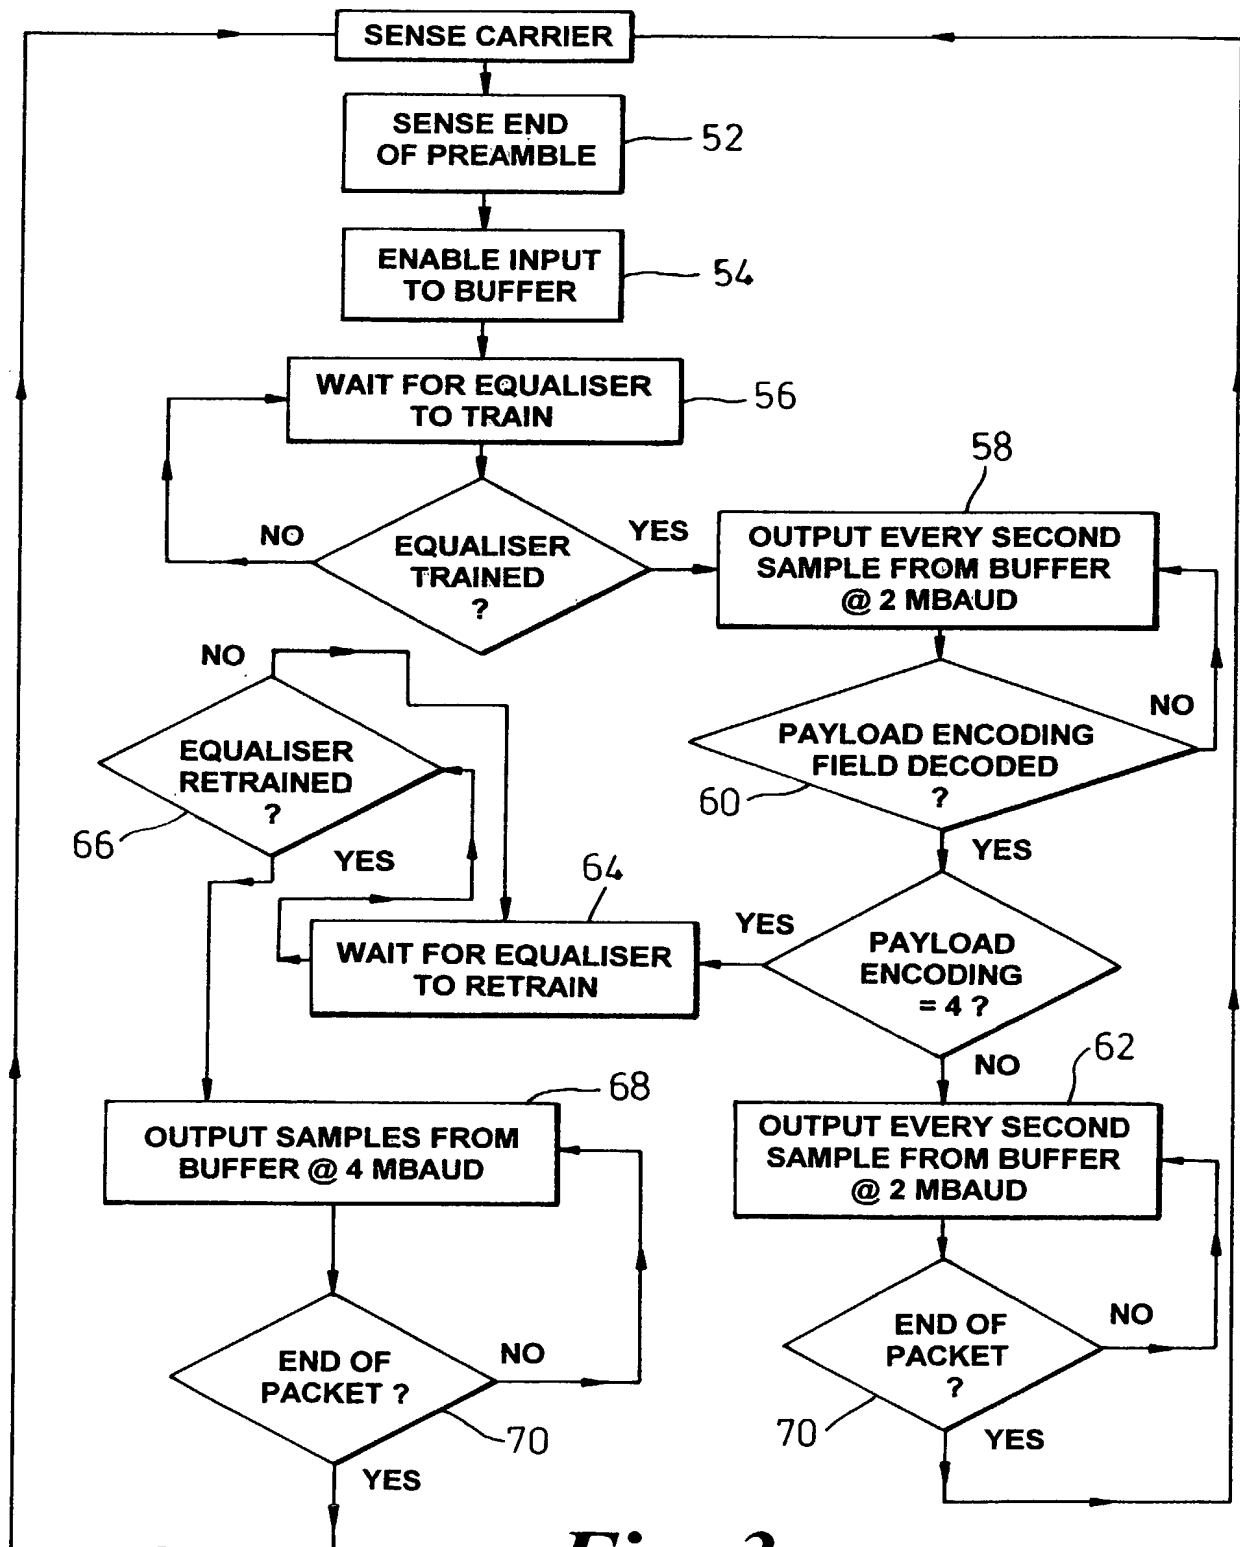 SENSE CARRIER
SENSE END
OF PREAMBLE
52
ENABLE INPUT
TO BUFFER
54
WAIT FOR EQUALISER
TO TRAIN
56
EQUALISER
TRAINED
?
NO
YES
58
OUTPUT EVERY SECOND
SAMPLE FROM BUFFER
@ 2 MBAUD
PAYLOAD ENCODING
FIELD DECODED
?
NO
60
YES
NO
EQUALISER
RETRAINED
?
66
YES
64
WAIT FOR EQUALISER
TO RETRAIN
YES
PAYLOAD
ENCODING
= 4 ?
NO
62
OUTPUT EVERY SECOND
SAMPLE FROM BUFFER
@ 2 MBAUD
68
OUTPUT SAMPLES FROM
BUFFER @ 4 MBAUD
END OF
PACKET ?
NO
70
YES
END OF
PACKET
?
NO
70
YES